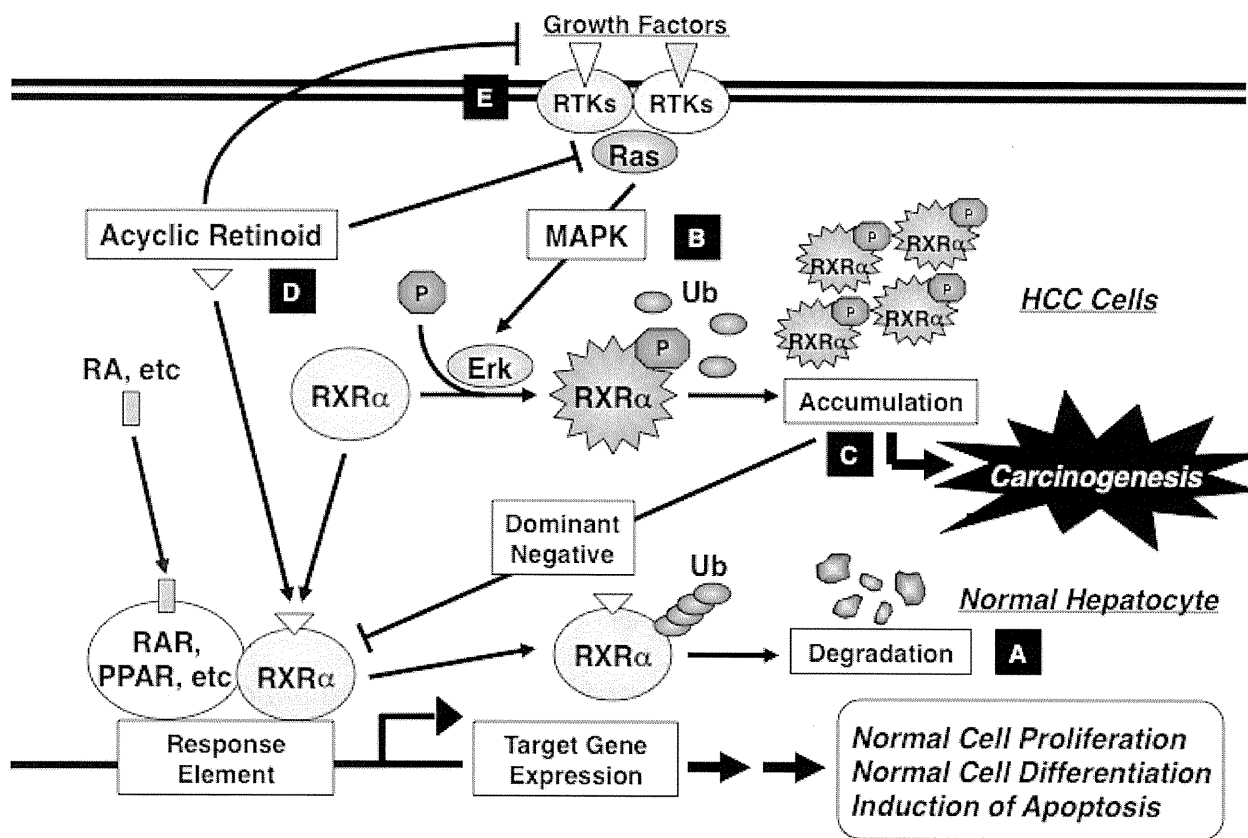 Growth Factors
E
RTKs
RTKs
Ras
Acyclic Retinoid
MAPK
B
D
P
Ub
P
RXRα
P
RXRα
P
RXRα
P
RXRα
HCC Cells
RA, etc
RXRα
Erk
P
RXRα
Accumulation
C
Carcinogenesis
Dominant
Negative
Ub
Normal Hepatocyte
RAR,
PPAR, etc
RXRα
RXRα
Degradation
A
Response
Element
Target Gene
Expression
Normal Cell Proliferation
Normal Cell Differentiation
Induction of Apoptosis